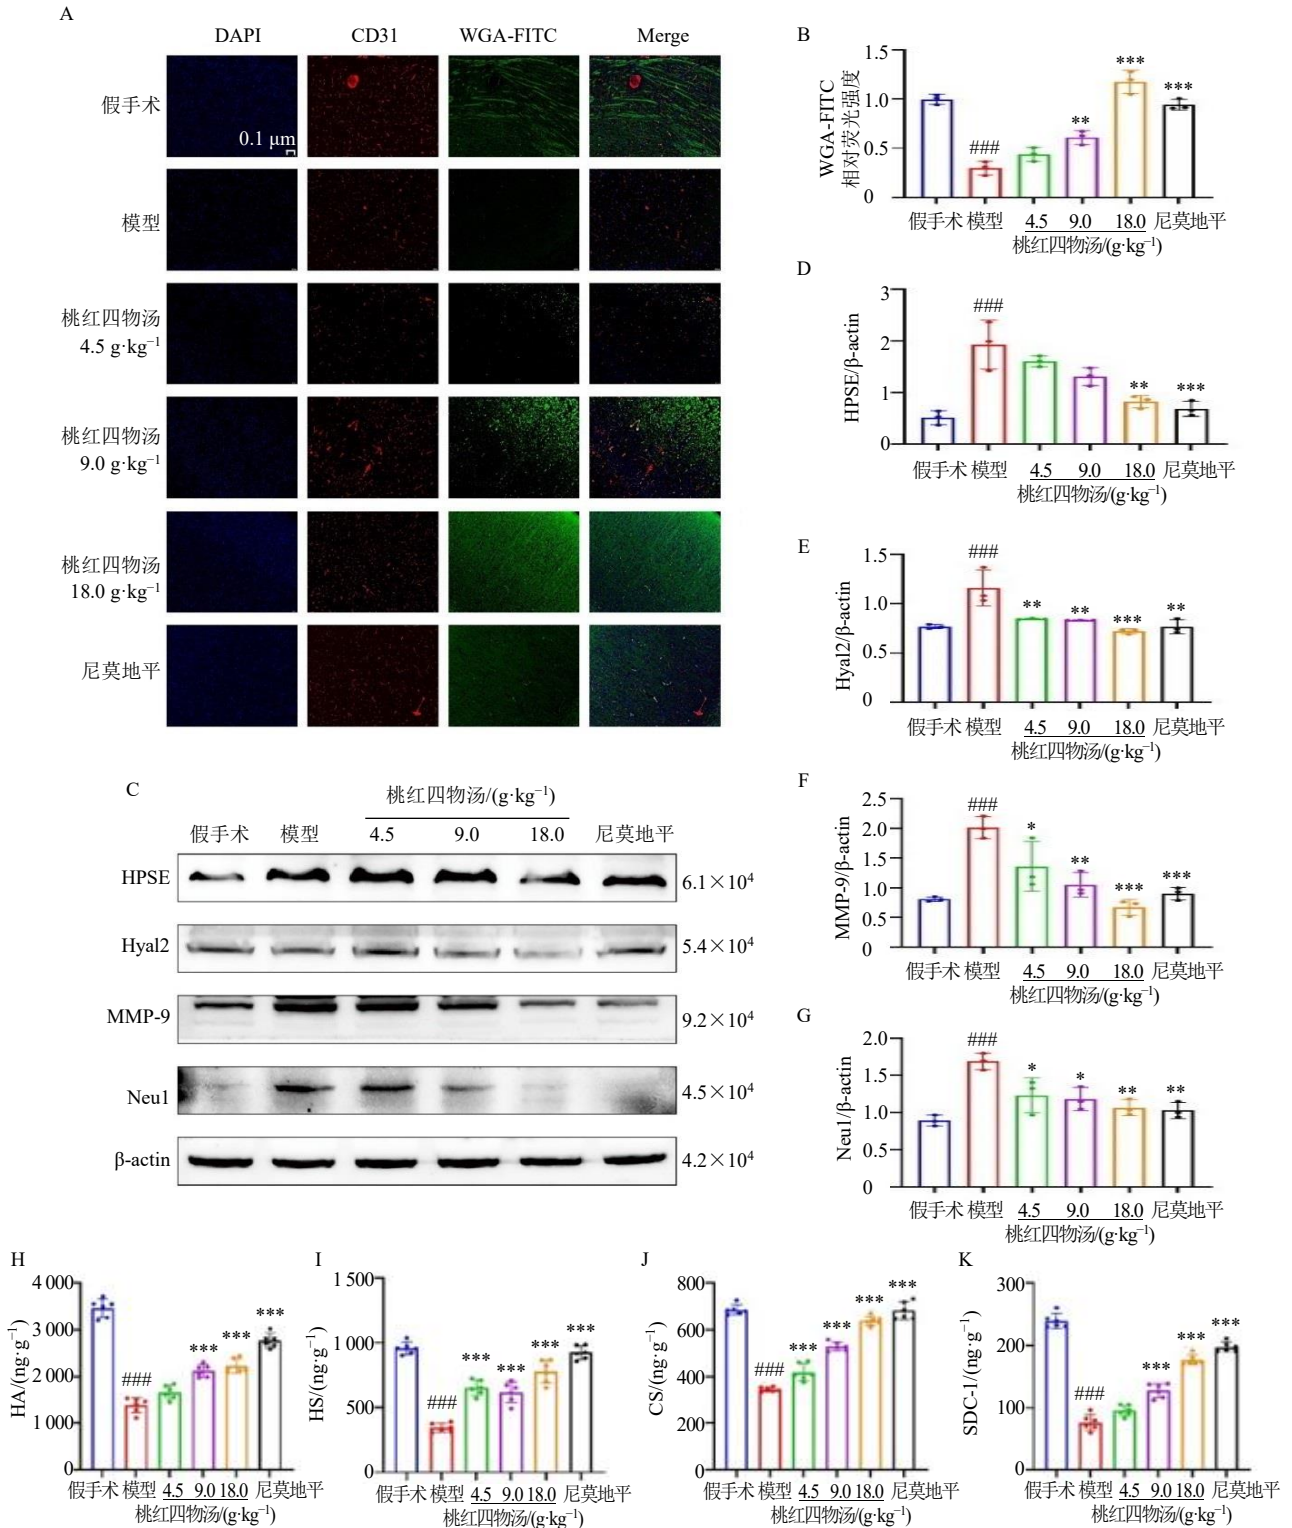 A
DAPI CD31 WGA-FITC Merge
假手术
0.1 μm
模型
桃红四物汤
4.5 g·kg⁻¹
桃红四物汤
9.0 g·kg⁻¹
桃红四物汤
18.0 g·kg⁻¹
尼莫地平
B
WGA-FITC
相对荧光强度
1.5
1.0
0.5
0
### ** *** ***
假手术 模型 4.5 9.0 18.0 尼莫地平
桃红四物汤/(g·kg⁻¹)
D
HPSE/β-actin
3
2
1
0
### ** ***
假手术 模型 4.5 9.0 18.0 尼莫地平
桃红四物汤/(g·kg⁻¹)
E
Hyal2/β-actin
1.5
1.0
0.5
0
### ** ** *** **
假手术 模型 4.5 9.0 18.0 尼莫地平
桃红四物汤/(g·kg⁻¹)
C
桃红四物汤/(g·kg⁻¹)
假手术 模型 4.5 9.0 18.0 尼莫地平
HPSE 6.1×10⁴
Hyal2 5.4×10⁴
MMP-9 9.2×10⁴
Neu1 4.5×10⁴
β-actin 4.2×10⁴
F
MMP-9/β-actin
2.5
2.0
1.5
1.0
0.5
0
### * ** *** ***
假手术 模型 4.5 9.0 18.0 尼莫地平
桃红四物汤/(g·kg⁻¹)
G
Neu1/β-actin
2.0
1.5
1.0
0.5
0
### * * ** **
假手术 模型 4.5 9.0 18.0 尼莫地平
桃红四物汤/(g·kg⁻¹)
H
HA/(ng·g⁻¹)
4 000
3 000
2 000
1 000
0
### *** *** ***
假手术 模型 4.5 9.0 18.0 尼莫地平
桃红四物汤/(g·kg⁻¹)
I
HS/(ng·g⁻¹)
1 500
1 000
500
0
### *** *** *** ***
假手术 模型 4.5 9.0 18.0 尼莫地平
桃红四物汤/(g·kg⁻¹)
J
CS/(ng·g⁻¹)
800
600
400
200
0
### *** *** *** ***
假手术 模型 4.5 9.0 18.0 尼莫地平
桃红四物汤/(g·kg⁻¹)
K
SDC-1/(ng·g⁻¹)
300
200
100
0
### *** *** ***
假手术 模型 4.5 9.0 18.0 尼莫地平
桃红四物汤/(g·kg⁻¹)